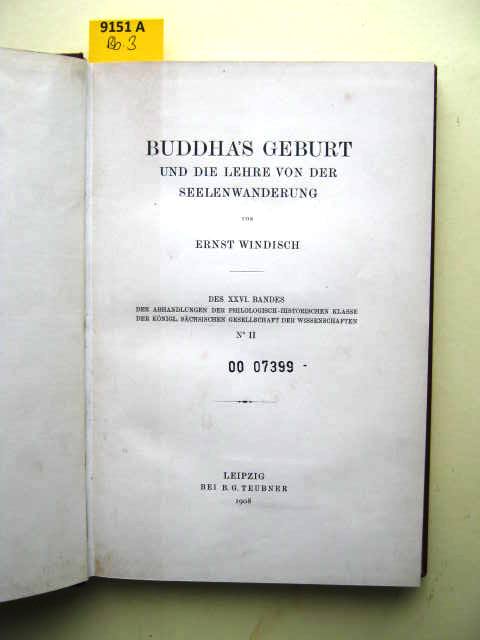 9151 A
Bb. 3
BUDDHA'S GEBURT
UND DIE LEHRE VON DER
SEELENWANDERUNG
VON
ERNST WINDISCH
DES XXVI. BANDES
DER ABHANDLUNGEN DER PHILOLOGISCH-HISTORISCHEN KLASSE
DER KÖNIGL. SÄCHSISCHEN GESELLSCHAFT DER WISSENSCHAFTEN
No II
00 07399 -
LEIPZIG
BEI B. G. TEUBNER
1908